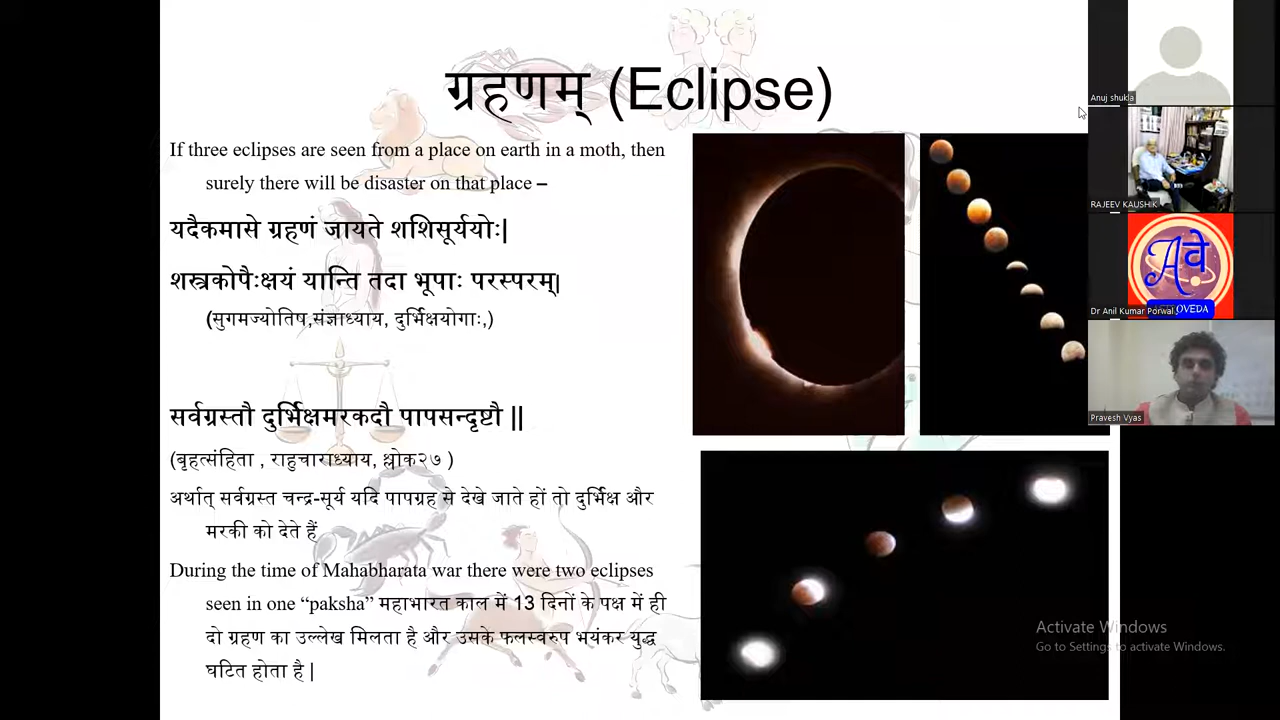 ग्रहणम् (Eclipse)
If three eclipses are seen from a place on earth in a moth, then
surely there will be disaster on that place –
यदैकमासे ग्रहणं जायते शशिसूर्ययोः|
शस्त्रकोपैःक्षयं यान्ति तदा भूपाः परस्परम्|
(सुगमज्योतिष,संज्ञाध्याय, दुर्भिक्षयोगाः,)
सर्वग्रस्तौ दुर्भिक्षमरकदौ पापसन्दृष्टौ ||
(बृहत्संहिता , राहुचाराध्याय, श्लोक२७ )
अर्थात् सर्वग्रस्त चन्द्र-सूर्य यदि पापग्रह से देखे जाते हों तो दुर्भिक्ष और
मरकी को देते हैं
During the time of Mahabharata war there were two eclipses
seen in one “paksha” महाभारत काल में 13 दिनों के पक्ष में ही
दो ग्रहण का उल्लेख मिलता है और उसके फलस्वरुप भयंकर युद्ध
घटित होता है |
Anuj shukla
RAJEEV KAUSHIK
Aवे
Dr Anil Kumar Porwal
OVEDA
Pravesh Vyas
Activate Windows
Go to Settings to activate Windows.